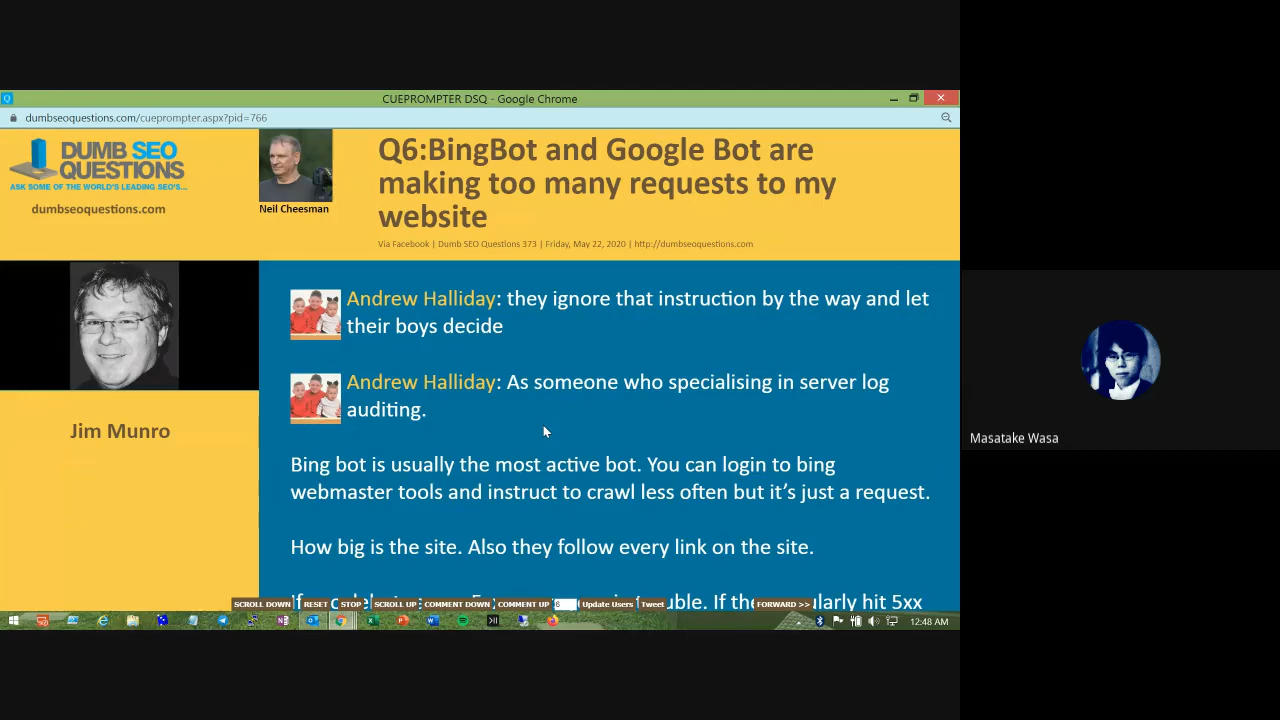 CUEPROMPTER DSQ - Google Chrome
dumbseoquestions.com/cueprompter.aspx?pid=766
DUMB SEO
QUESTIONS
ASK SOME OF THE WORLD'S LEADING SEO'S...
dumbseoquestions.com
Neil Cheesman
Q6:BingBot and Google Bot are
making too many requests to my
website
Via Facebook | Dumb SEO Questions 373 | Friday, May 22, 2020 | http://dumbseoquestions.com
Jim Munro
Andrew Halliday: they ignore that instruction by the way and let
their boys decide
Andrew Halliday: As someone who specialising in server log
auditing.
Bing bot is usually the most active bot. You can login to bing
webmaster tools and instruct to crawl less often but it's just a request.
How big is the site. Also they follow every link on the site.
If hit 5xx
SCROLL DOWN RESET STOP SCROLL UP COMMENT DOWN COMMENT UP 6 Update Users Tweet FORWARD >>
12:48 AM
Masatake Wasa